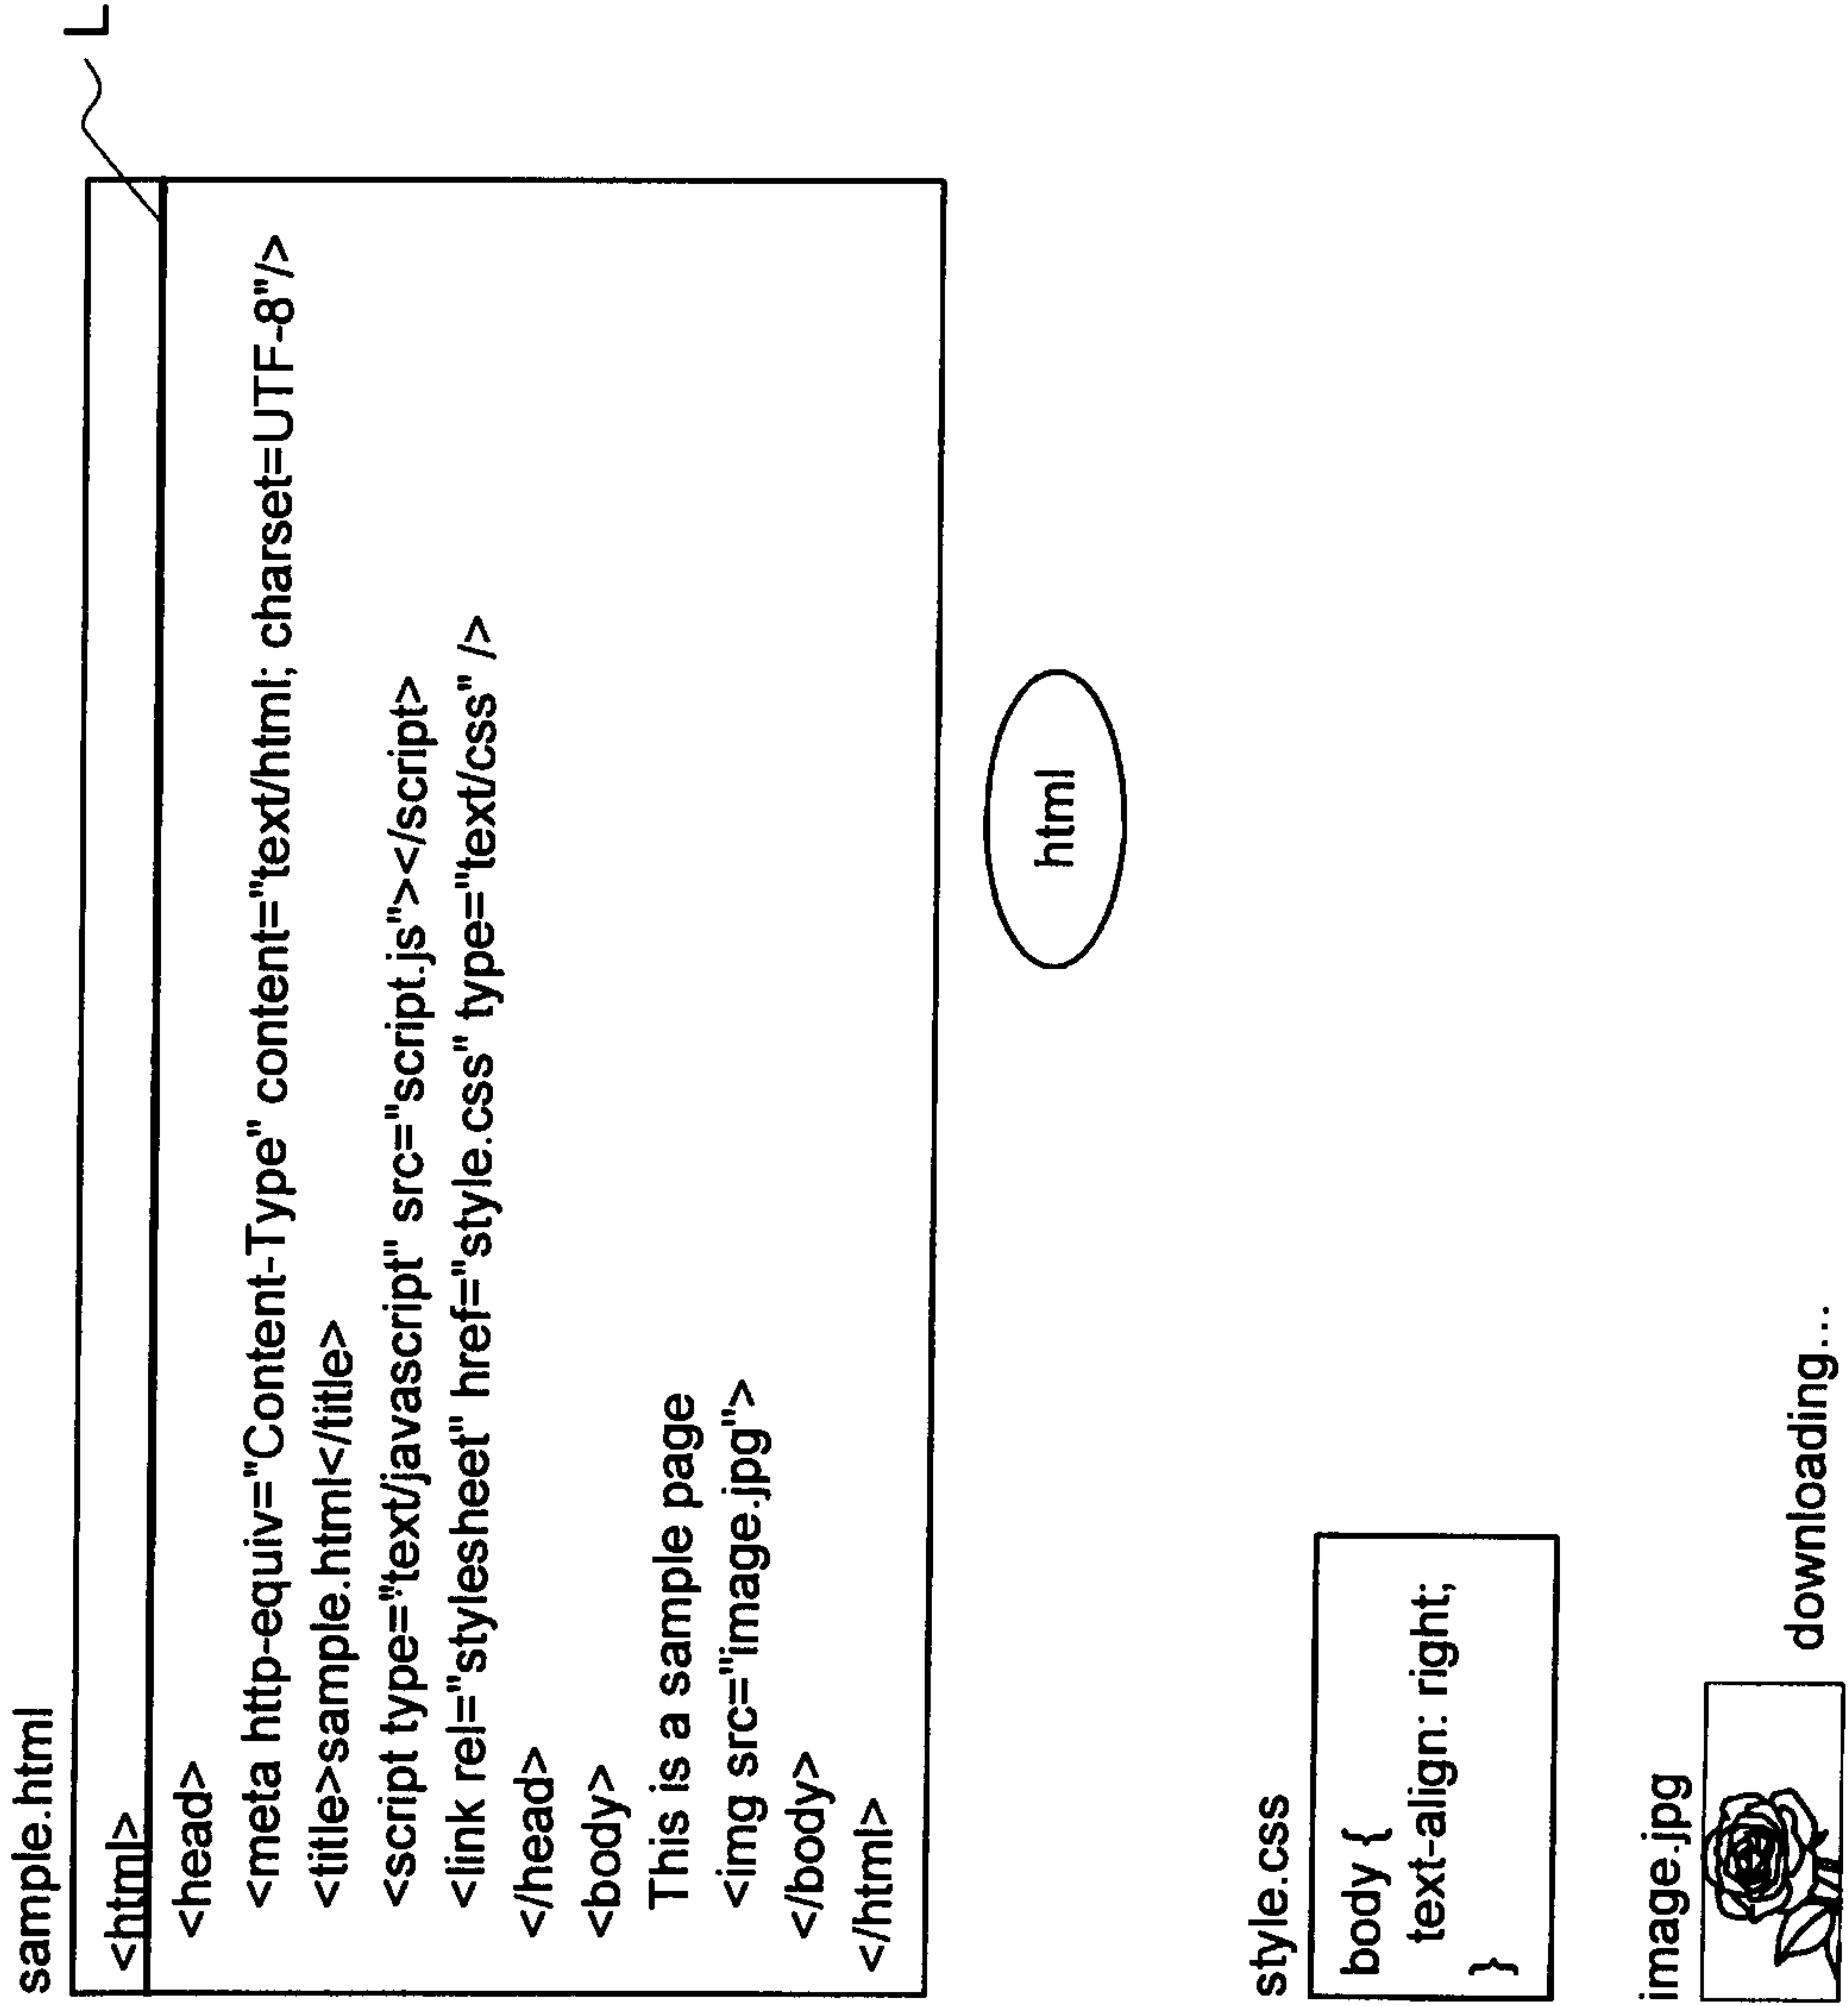 sample.html
L
<html>
<head>
<meta http-equiv="Content-Type" content="text/html; charset=UTF-8"/>
<title>sample.html</title>
<script type="text/javascript" src="script.js"></script>
<link rel="stylesheet" href="style.css" type="text/css" />
</head>
<body>
This is a sample page
<img src="image.jpg">
</body>
</html>
html
style.css
body {
text-align: right;
}
image.jpg
downloading...